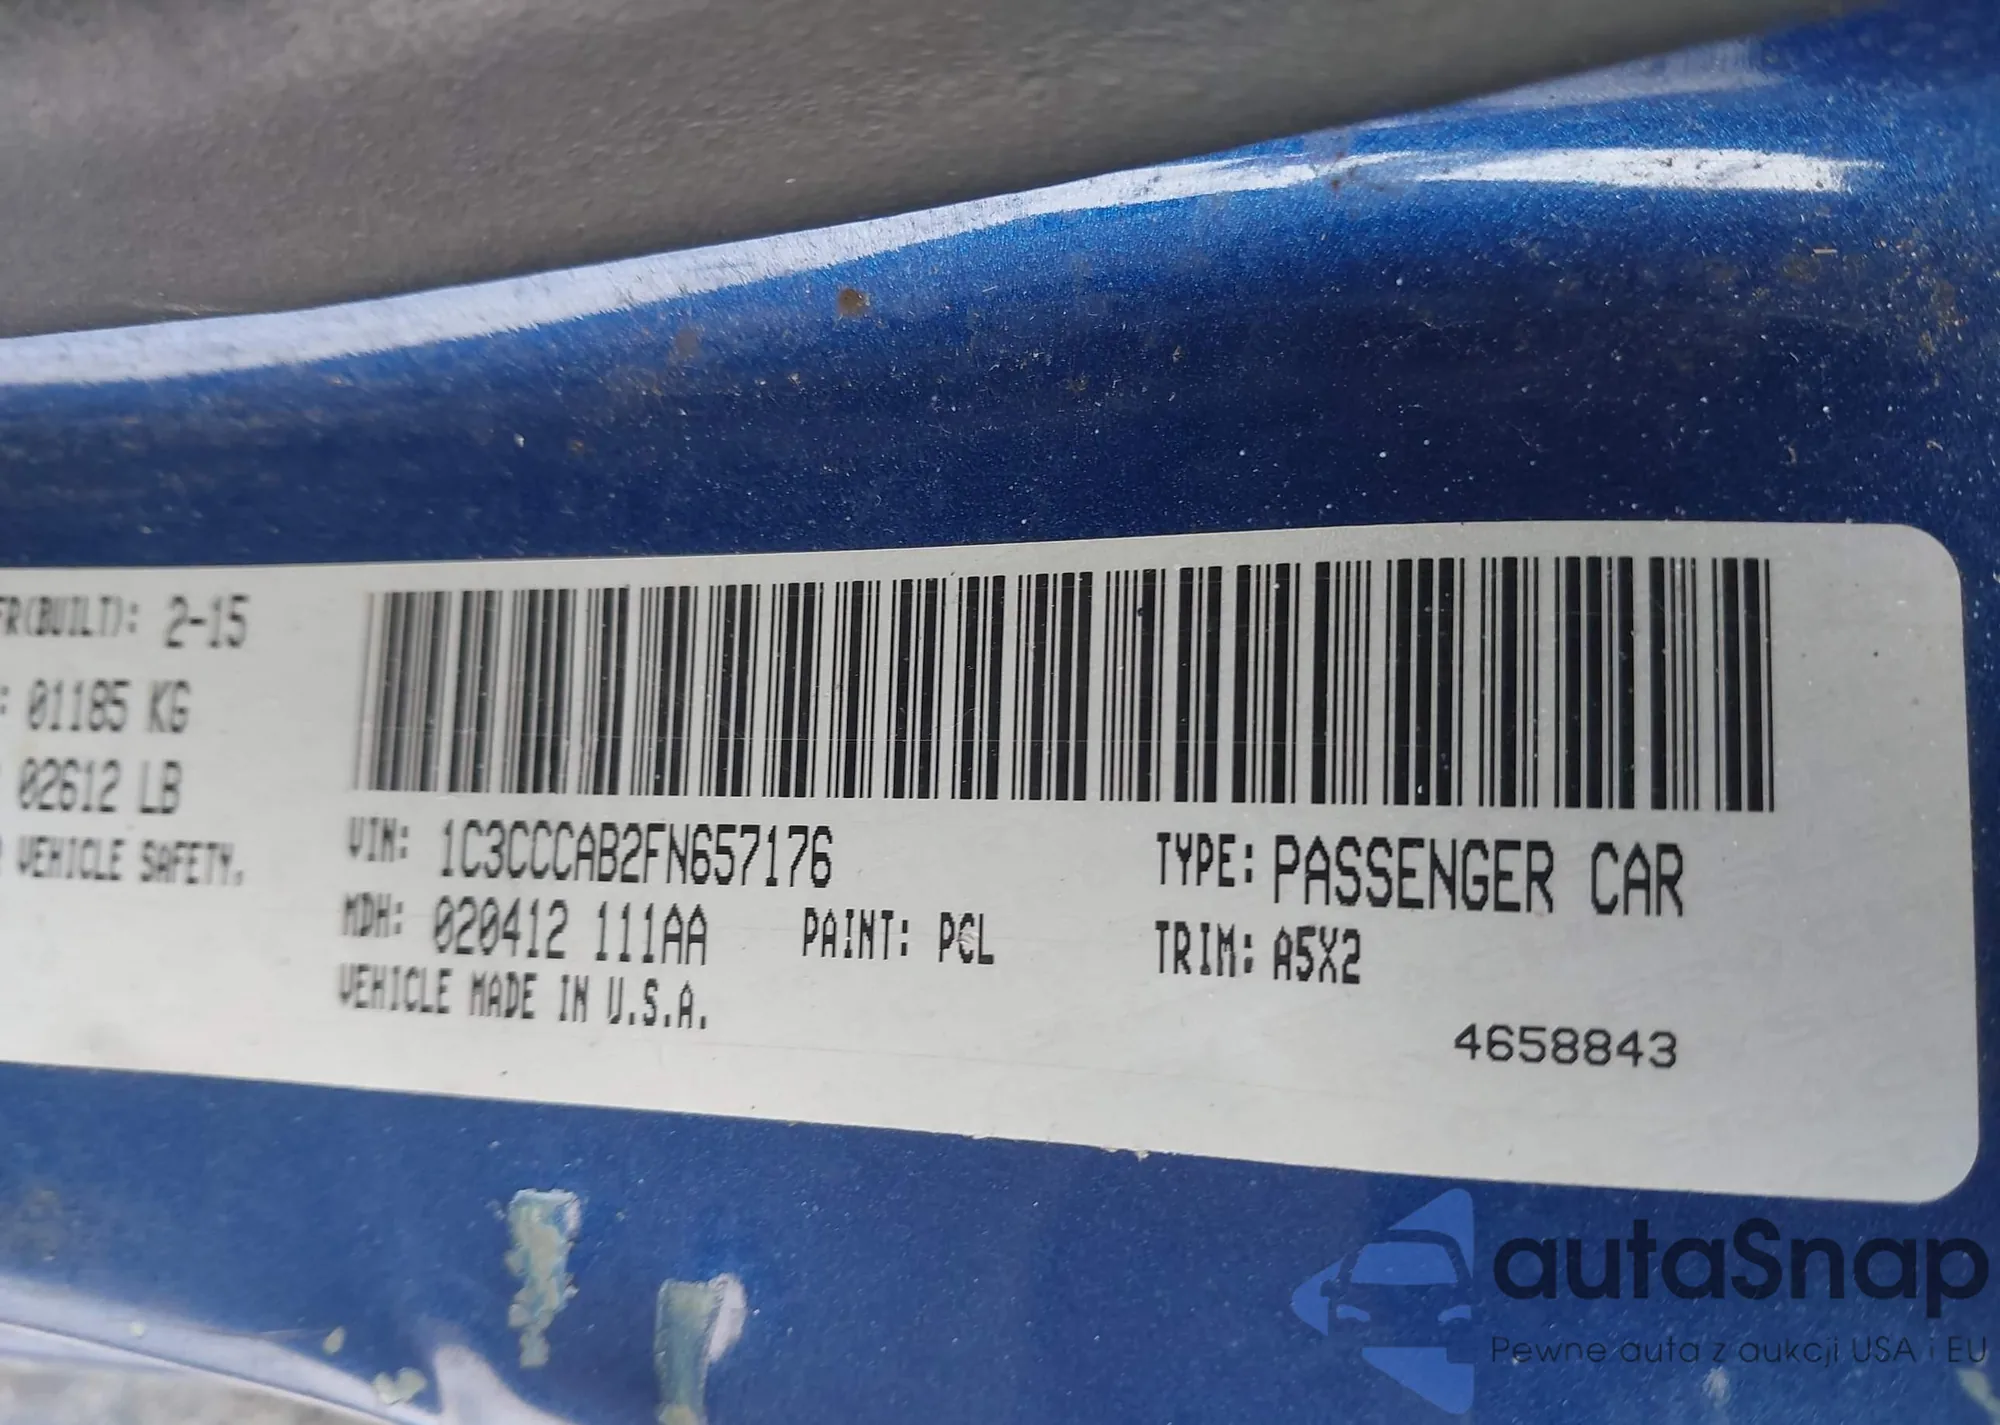 FR(BUILT): 2-15
: 01185 KG
: 02612 LB
VEHICLE SAFETY.
VIN: 1C3CCCAB2FN657176
TYPE: PASSENGER CAR
MDH: 020412 111AA
PAINT: PCL
TRIM: A5X2
VEHICLE MADE IN U.S.A.
4658843
autaSnap
Pewne auta z aukcji USA i EU